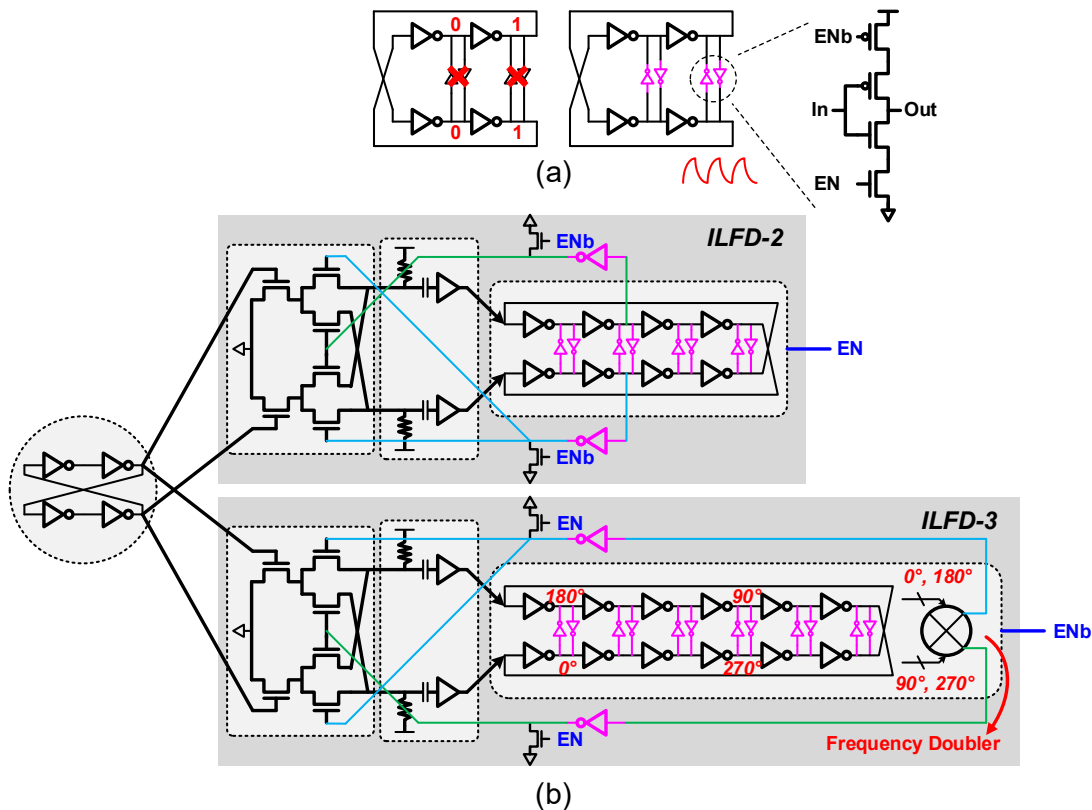 0 1
0 1
ENb
In Out
EN
(a)
ILFD-2
ENb
EN
ENb
ILFD-3
EN
0°, 180°
180° 90°
ENb
0° 270°
90°, 270°
EN
Frequency Doubler
(b)